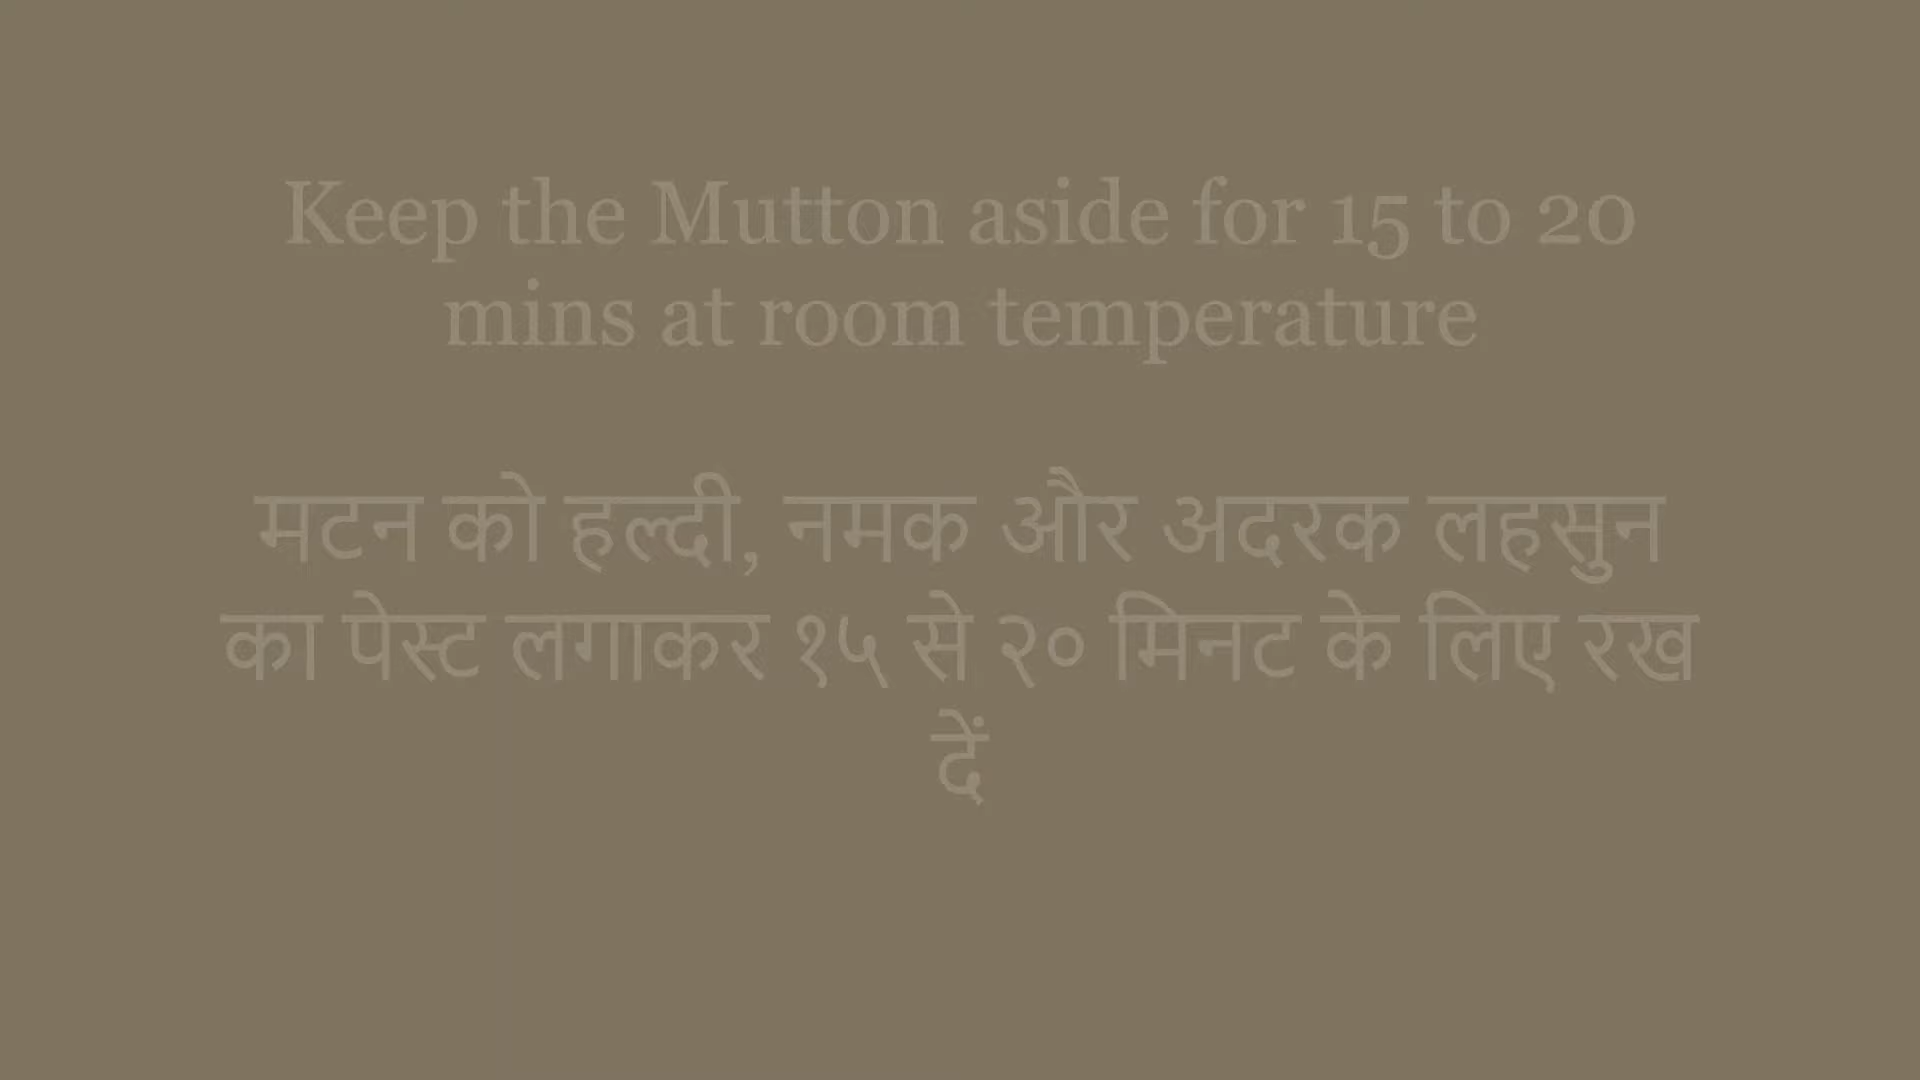 Keep the Mutton aside for 15 to 20
mins at room temperature
मटन को हल्दी, नमक और अदरक लहसुन
का पेस्ट लगाकर १५ से २० मिनट के लिए रख
दें